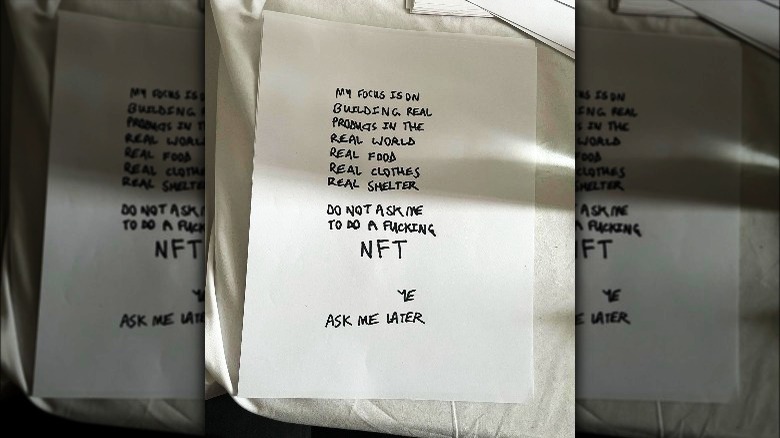 MY FOCUS IS ON
BUILDING REAL
PRODUCTS IN THE
REAL WORLD
REAL FOOD
REAL CLOTHES
REAL SHELTER
DO NOT ASK ME
TO DO A FUCKING
NFT
YE
ASK ME LATER